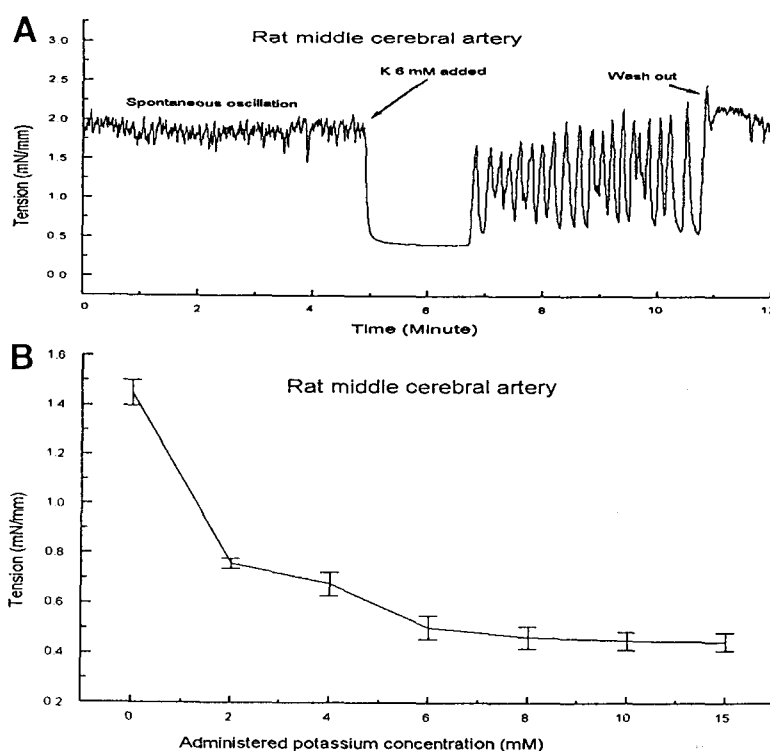 A
Rat middle cerebral artery
K 6 mM added
Wash out
Spontaneous oscillation
Tension (mN/mm)
3.0
2.5
2.0
1.5
1.0
0.5
0.0
0 2 4 6 8 10 12
Time (Minute)
B
Rat middle cerebral artery
Tension (mN/mm)
1.6
1.4
1.2
1.0
0.8
0.6
0.4
0.2
0 2 4 6 8 10 15
Administered potassium concentration (mM)